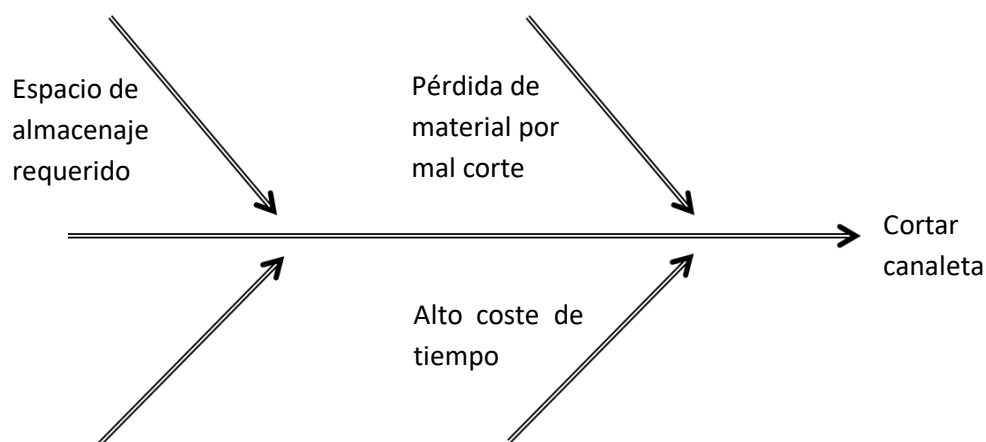 Espacio de
almacenaje
requerido
Pérdida de
material por
mal corte
Cortar
canaleta
Alto coste de
tiempo